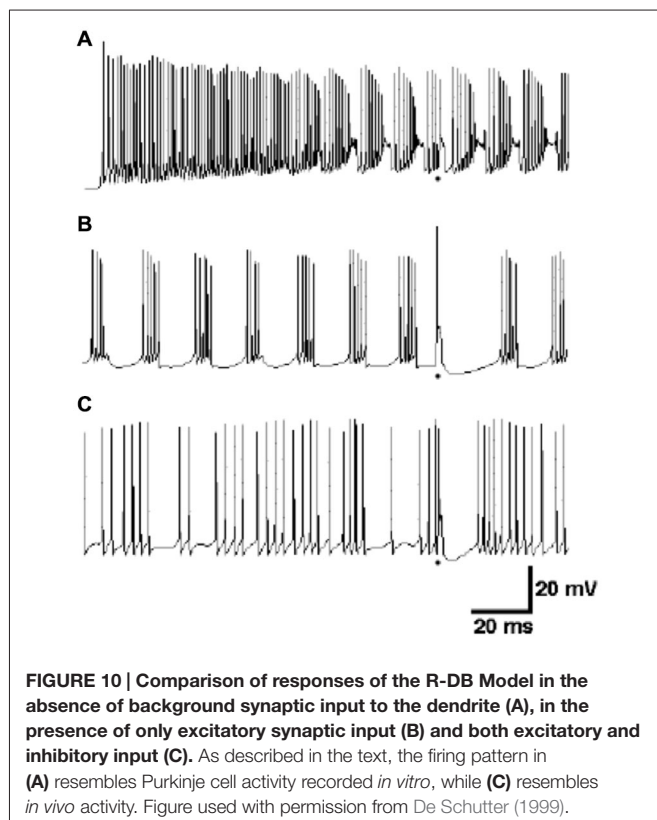 A
B
C
20 mV
20 ms
FIGURE 10 | Comparison of responses of the R-DB Model in the
absence of background synaptic input to the dendrite (A), in the
presence of only excitatory synaptic input (B) and both excitatory and
inhibitory input (C). As described in the text, the firing pattern in
(A) resembles Purkinje cell activity recorded in vitro, while (C) resembles
in vivo activity. Figure used with permission from De Schutter (1999).